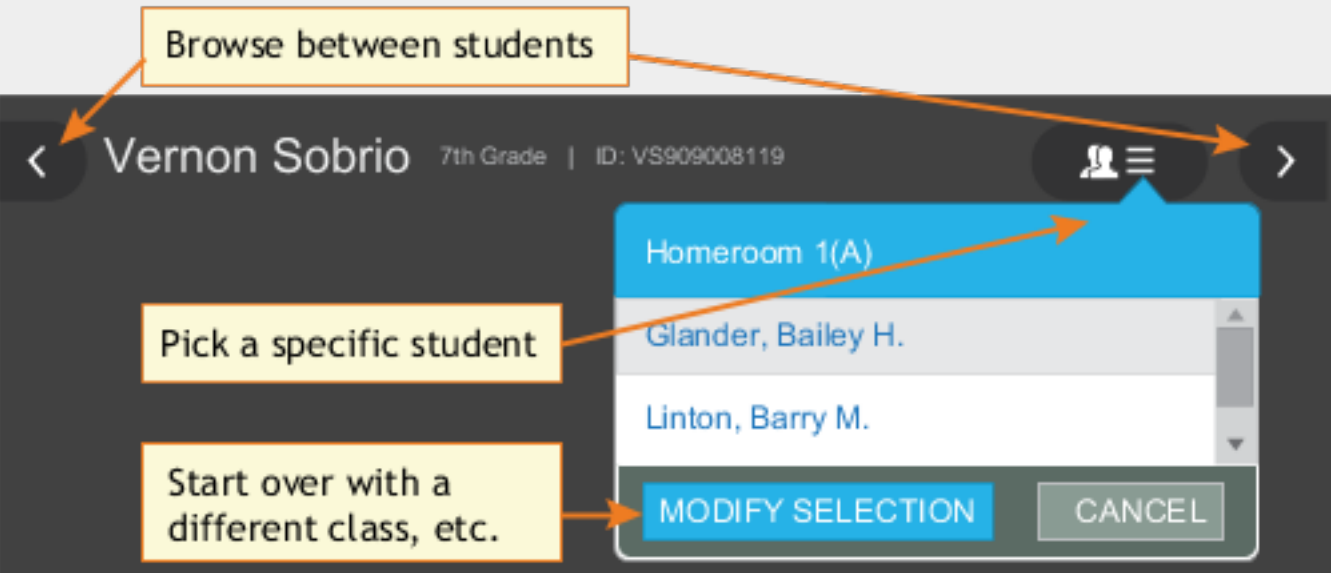 Browse between students
Vernon Sobrio 7th Grade | ID: VS909008119
Homeroom 1(A)
Pick a specific student
Glander, Bailey H.
Linton, Barry M.
Start over with a
different class, etc.
MODIFY SELECTION CANCEL